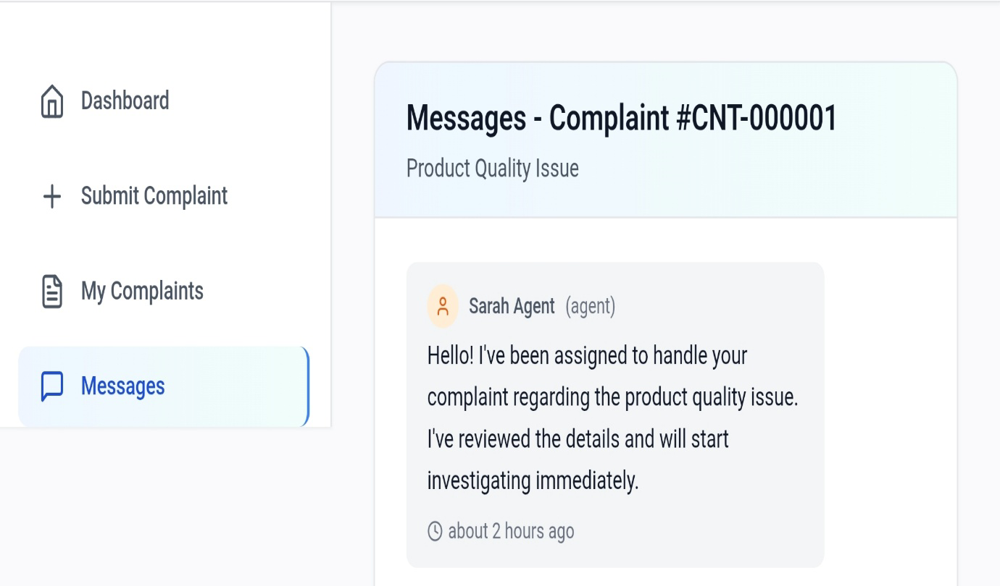 Dashboard
Submit Complaint
My Complaints
Messages
Messages - Complaint #CNT-000001
Product Quality Issue
Sarah Agent (agent)
Hello! I've been assigned to handle your
complaint regarding the product quality issue.
I've reviewed the details and will start
investigating immediately.
about 2 hours ago